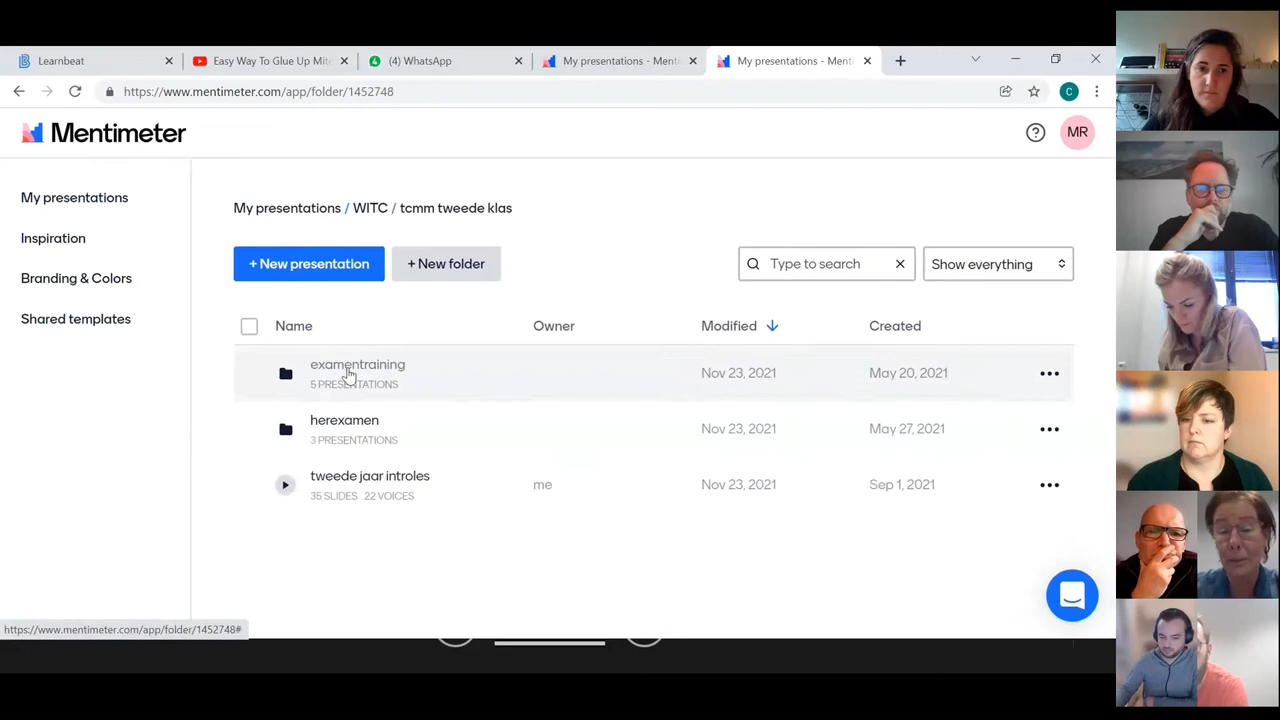 Learnbeat
Easy Way To Glue Up Mite
(4) WhatsApp
My presentations - Menti
My presentations - Menti
https://www.mentimeter.com/app/folder/1452748
C
Mentimeter
MR
My presentations
Inspiration
Branding & Colors
Shared templates
My presentations / WITC / tcmm tweede klas
+ New presentation
+ New folder
Type to search
Show everything
Name Owner Modified Created
examentraining
5 PRESENTATIONS
Nov 23, 2021 May 20, 2021
herexamen
3 PRESENTATIONS
Nov 23, 2021 May 27, 2021
tweede jaar introles
35 SLIDES 22 VOICES
me Nov 23, 2021 Sep 1, 2021
https://www.mentimeter.com/app/folder/1452748#